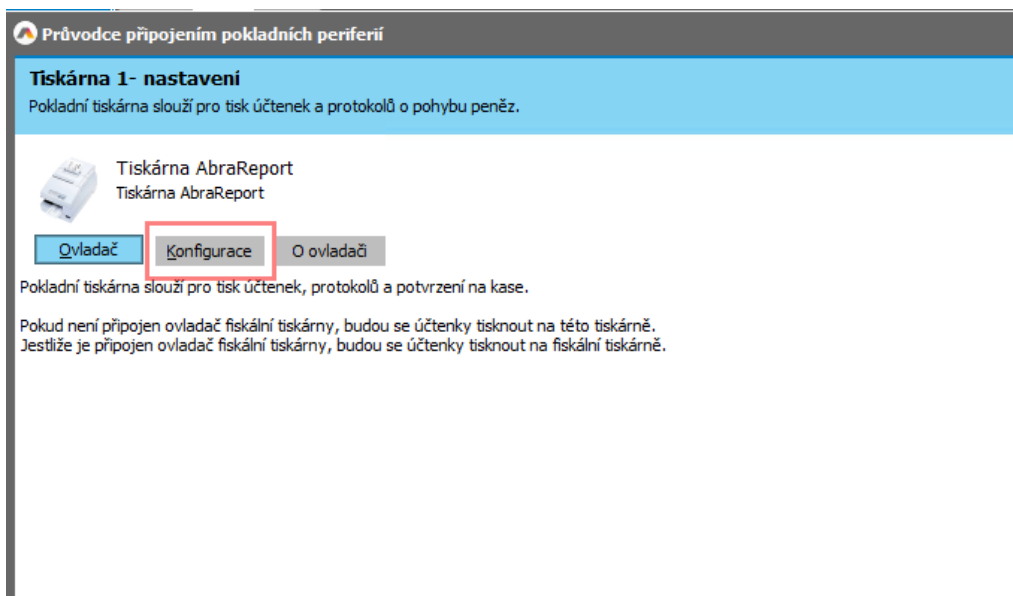 Průvodce připojením pokladních periferií
Tiskárna 1- nastavení
Pokladní tiskárna slouží pro tisk účtenek a protokolů o pohybu peněz.
Tiskárna AbraReport
Tiskárna AbraReport
Ovladač Konfigurace O ovladači
Pokladní tiskárna slouží pro tisk účtenek, protokolů a potvrzení na kase.
Pokud není připojen ovladač fiskální tiskárny, budou se účtenky tisknout na této tiskárně.
Jestliže je připojen ovladač fiskální tiskárny, budou se účtenky tisknout na fiskální tiskárně.